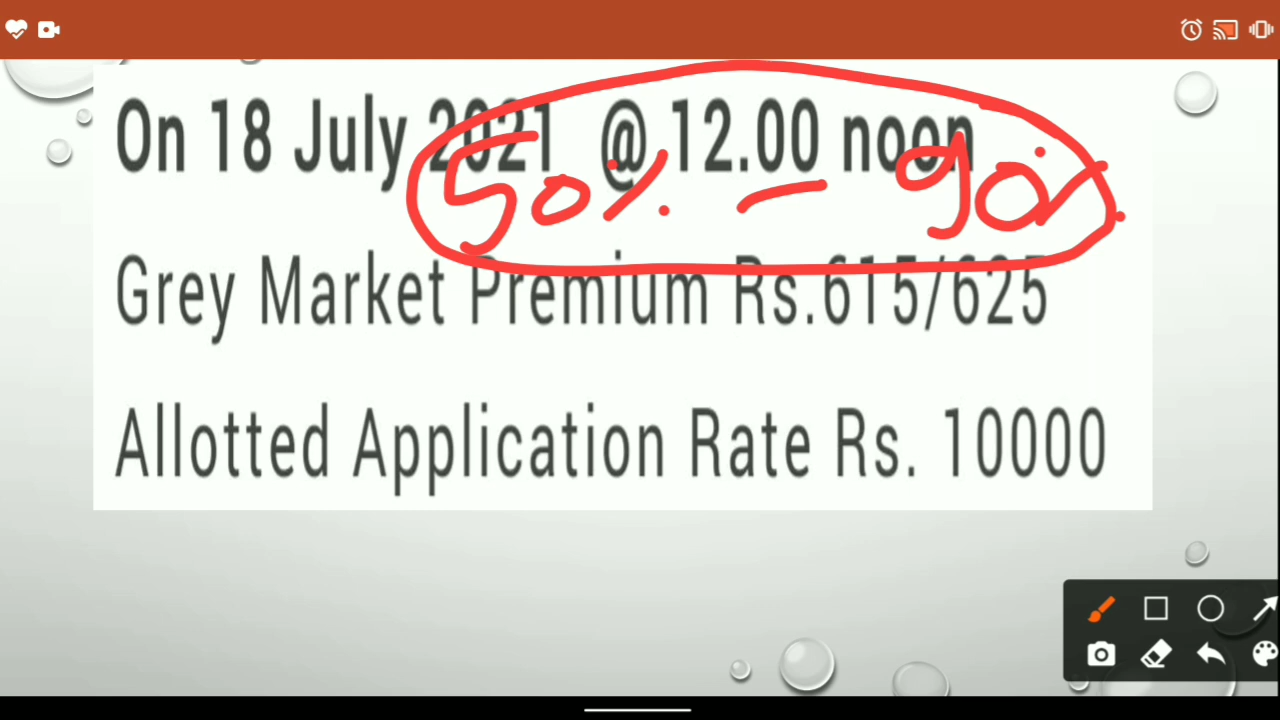 On 18 July 2021 @ 12.00 noon
50% - 90%
Grey Market Premium Rs.615/625
Allotted Application Rate Rs. 10000